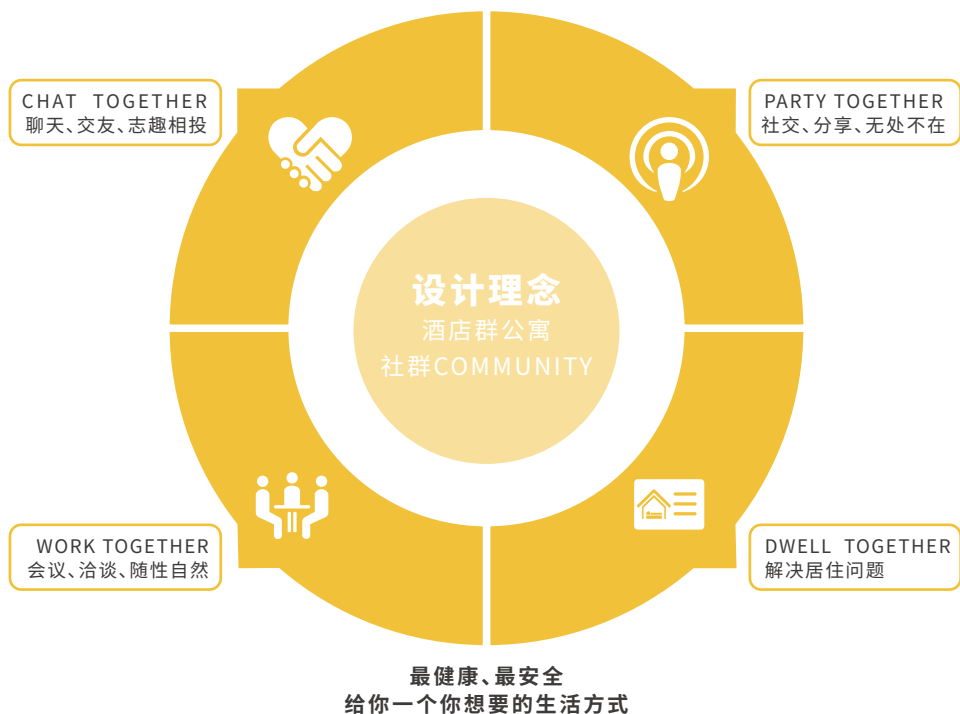 CHAT TOGETHER
聊天、交友、志趣相投
PARTY TOGETHER
社交、分享、无处不在
设计理念
酒店群公寓
社群COMMUNITY
WORK TOGETHER
会议、洽谈、随性自然
DWELL TOGETHER
解决居住问题
最健康、最安全
给你一个你想要的生活方式